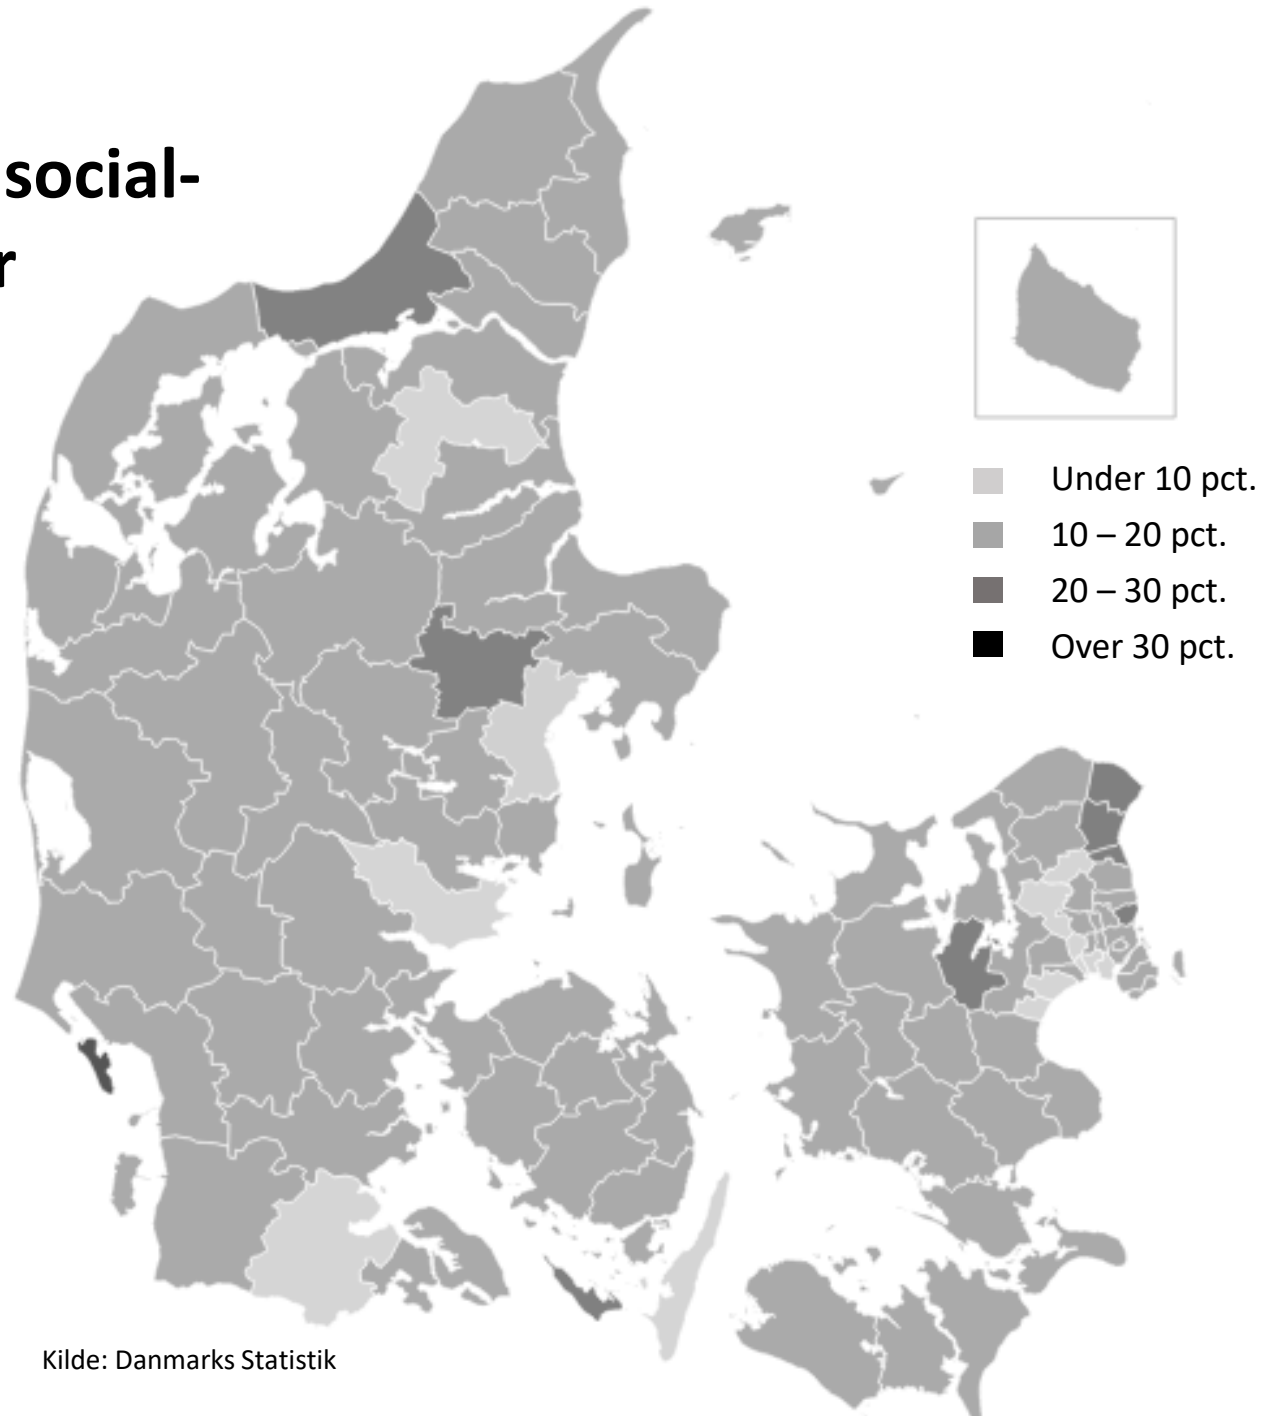 social-
r
Under 10 pct.
10 – 20 pct.
20 – 30 pct.
Over 30 pct.
Kilde: Danmarks Statistik